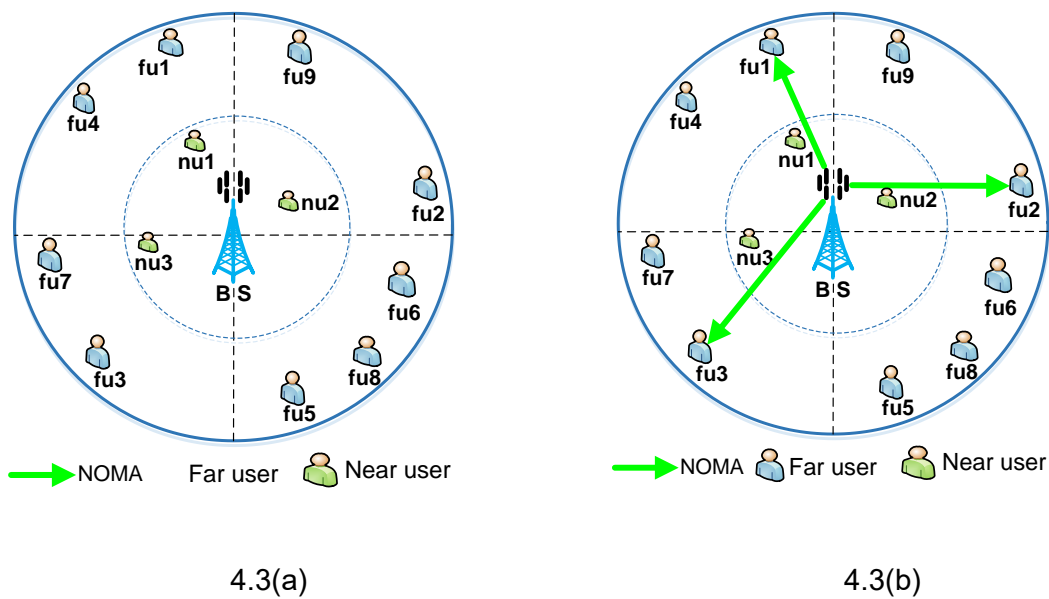 fu1
fu9
fu4
nu1
nu2
fu2
nu3
fu7
B S
fu6
fu3
fu8
fu5
NOMA Far user Near user
4.3(a)
fu1
fu9
fu4
nu1
nu2
fu2
nu3
fu7
B S
fu6
fu3
fu8
fu5
NOMA Far user Near user
4.3(b)